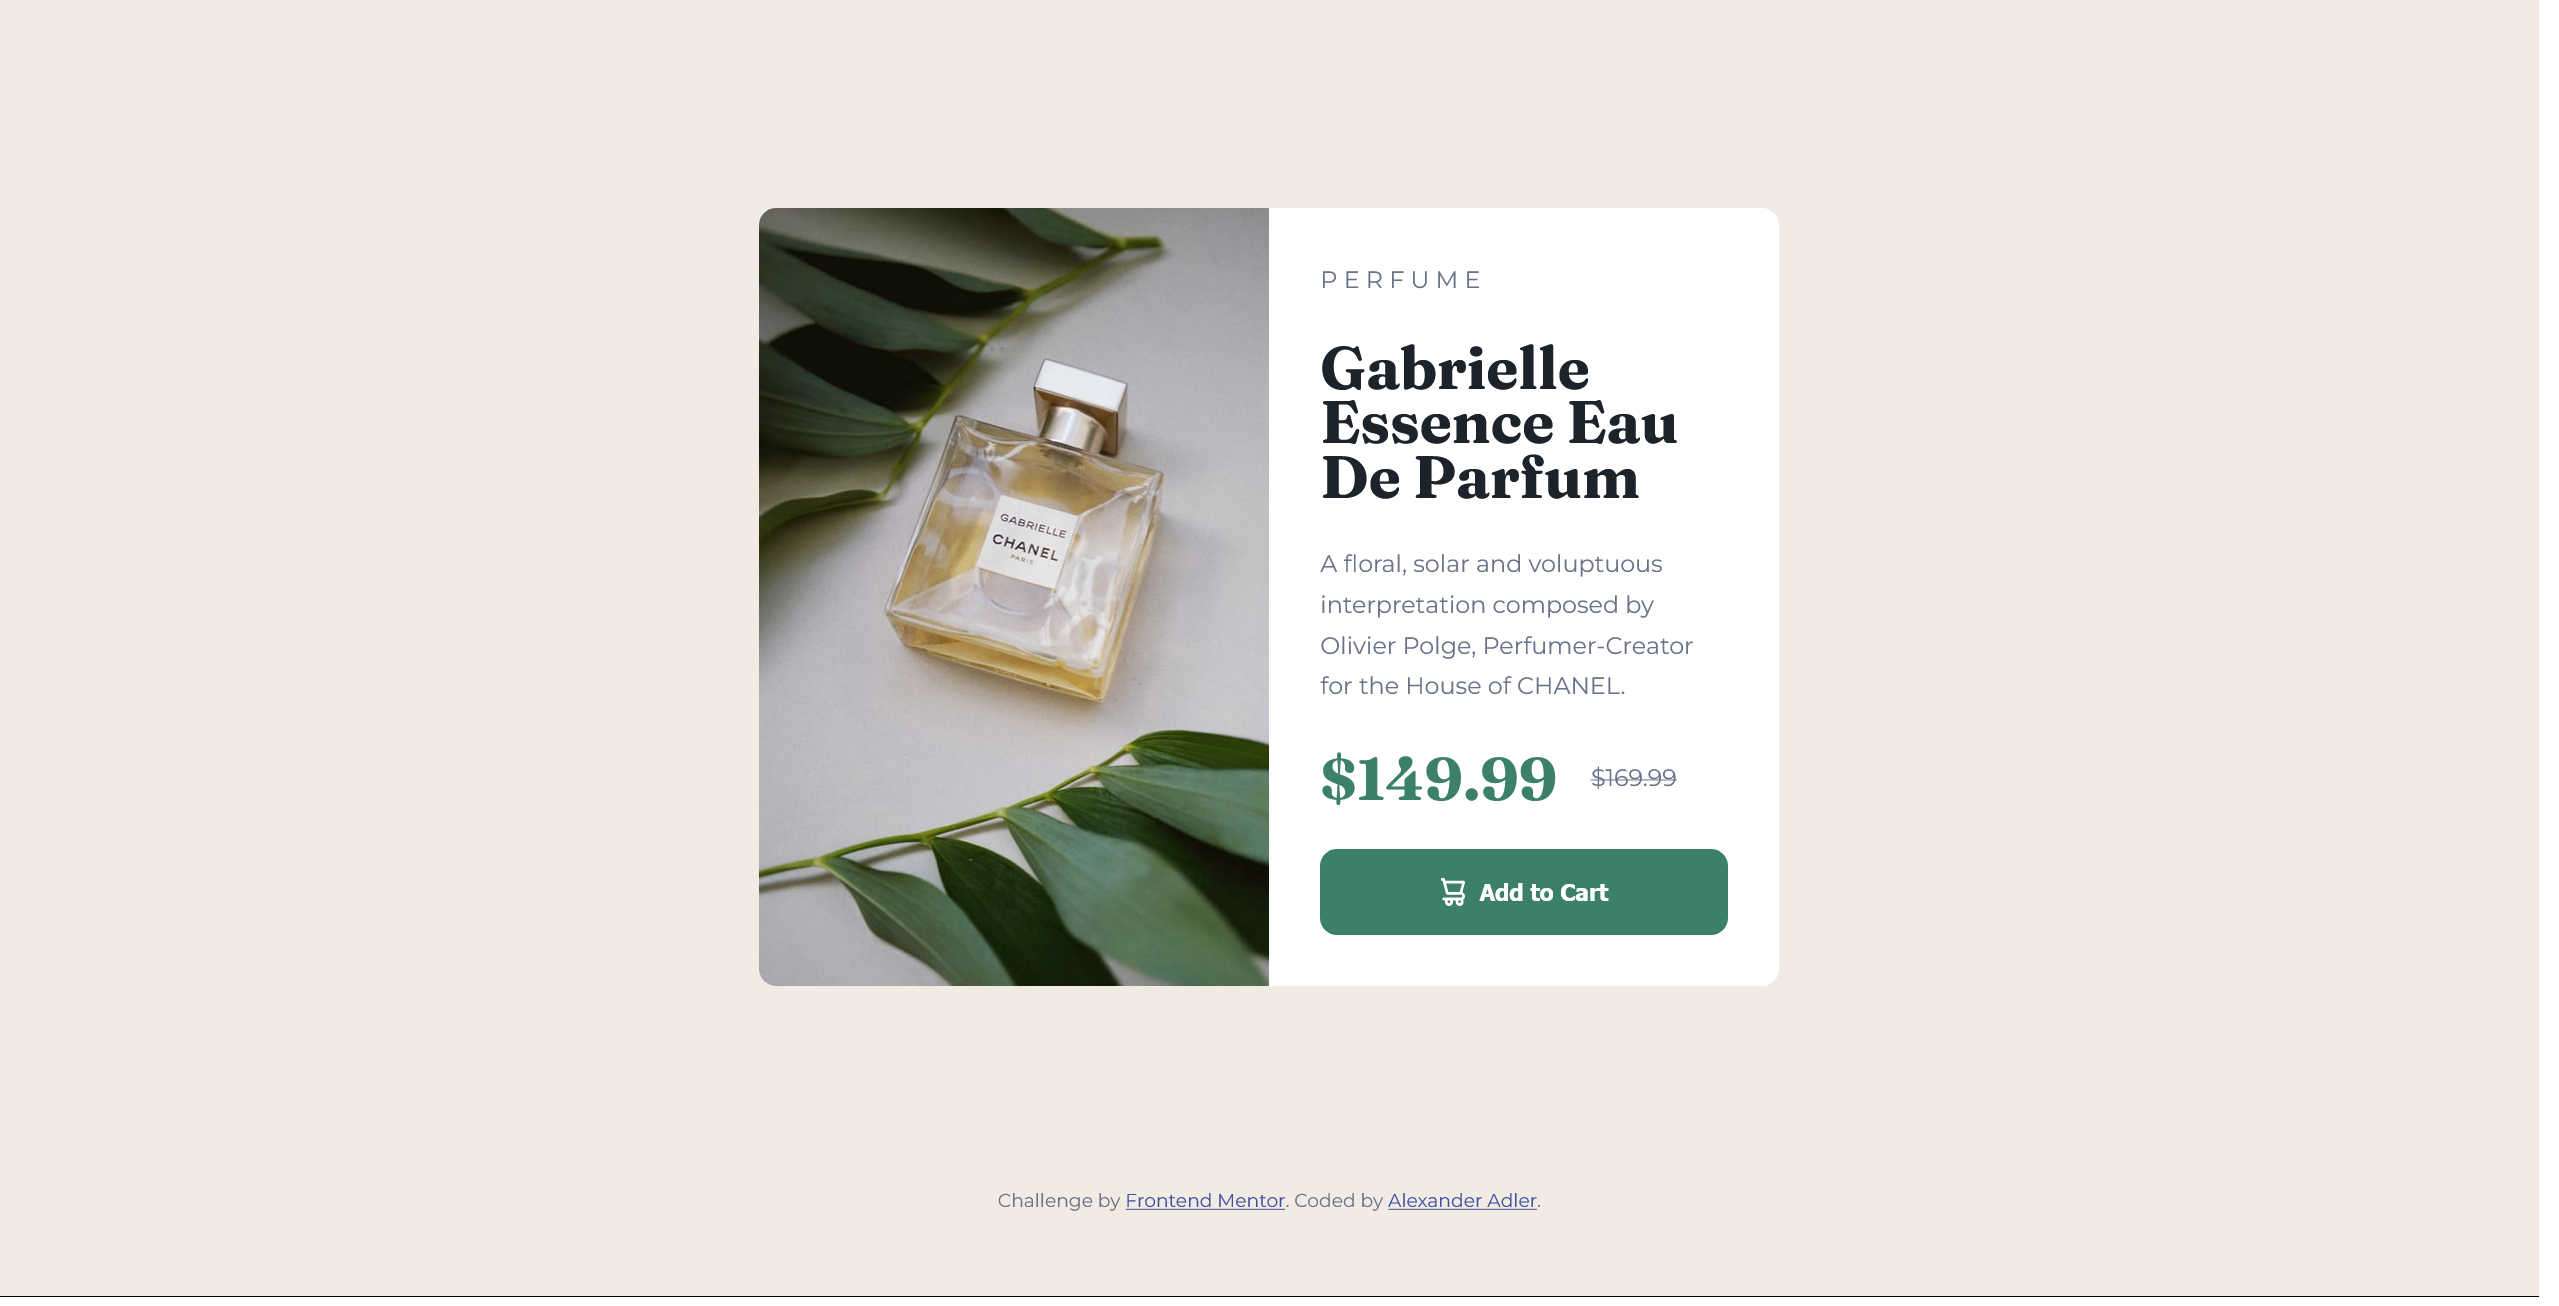 GABRIELLE
CHANEL
PARIS
PERFUME
Gabrielle
Essence Eau
De Parfum
A floral, solar and voluptuous
interpretation composed by
Olivier Polge, Perfumer-Creator
for the House of CHANEL.
$149.99 $169.99
Add to Cart
Challenge by Frontend Mentor. Coded by Alexander Adler.